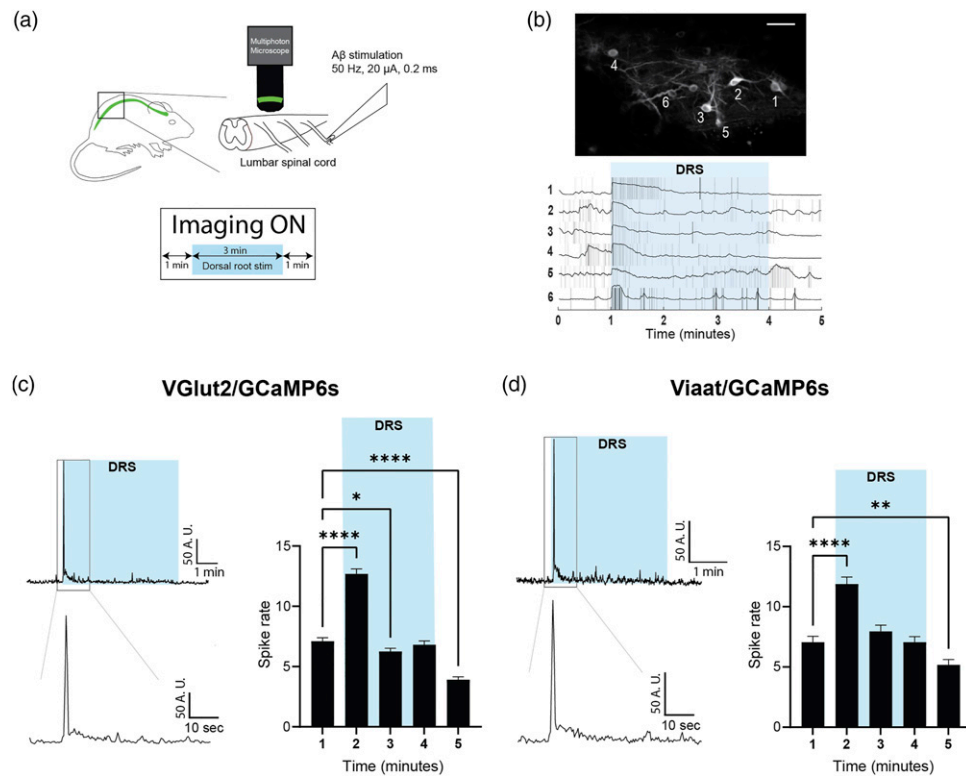 (a)
Multiphoton
Microscope
Aβ stimulation
50 Hz, 20 µA, 0.2 ms
Lumbar spinal cord
Imaging ON
3 min
1 min
Dorsal root stim
1 min
(b)
4
6
2
1
3
5
DRS
1
2
3
4
5
6
0 1 2 3 4 5
Time (minutes)
(c)
VGlut2/GCaMP6s
DRS
50 A. U.
1 min
50 A. U.
10 sec
DRS
****
*
****
15
10
5
0
Spike rate
1 2 3 4 5
Time (minutes)
(d)
Viaat/GCaMP6s
DRS
50 A. U.
1 min
50 A. U.
10 sec
DRS
**
****
15
10
5
0
Spike rate
1 2 3 4 5
Time (minutes)